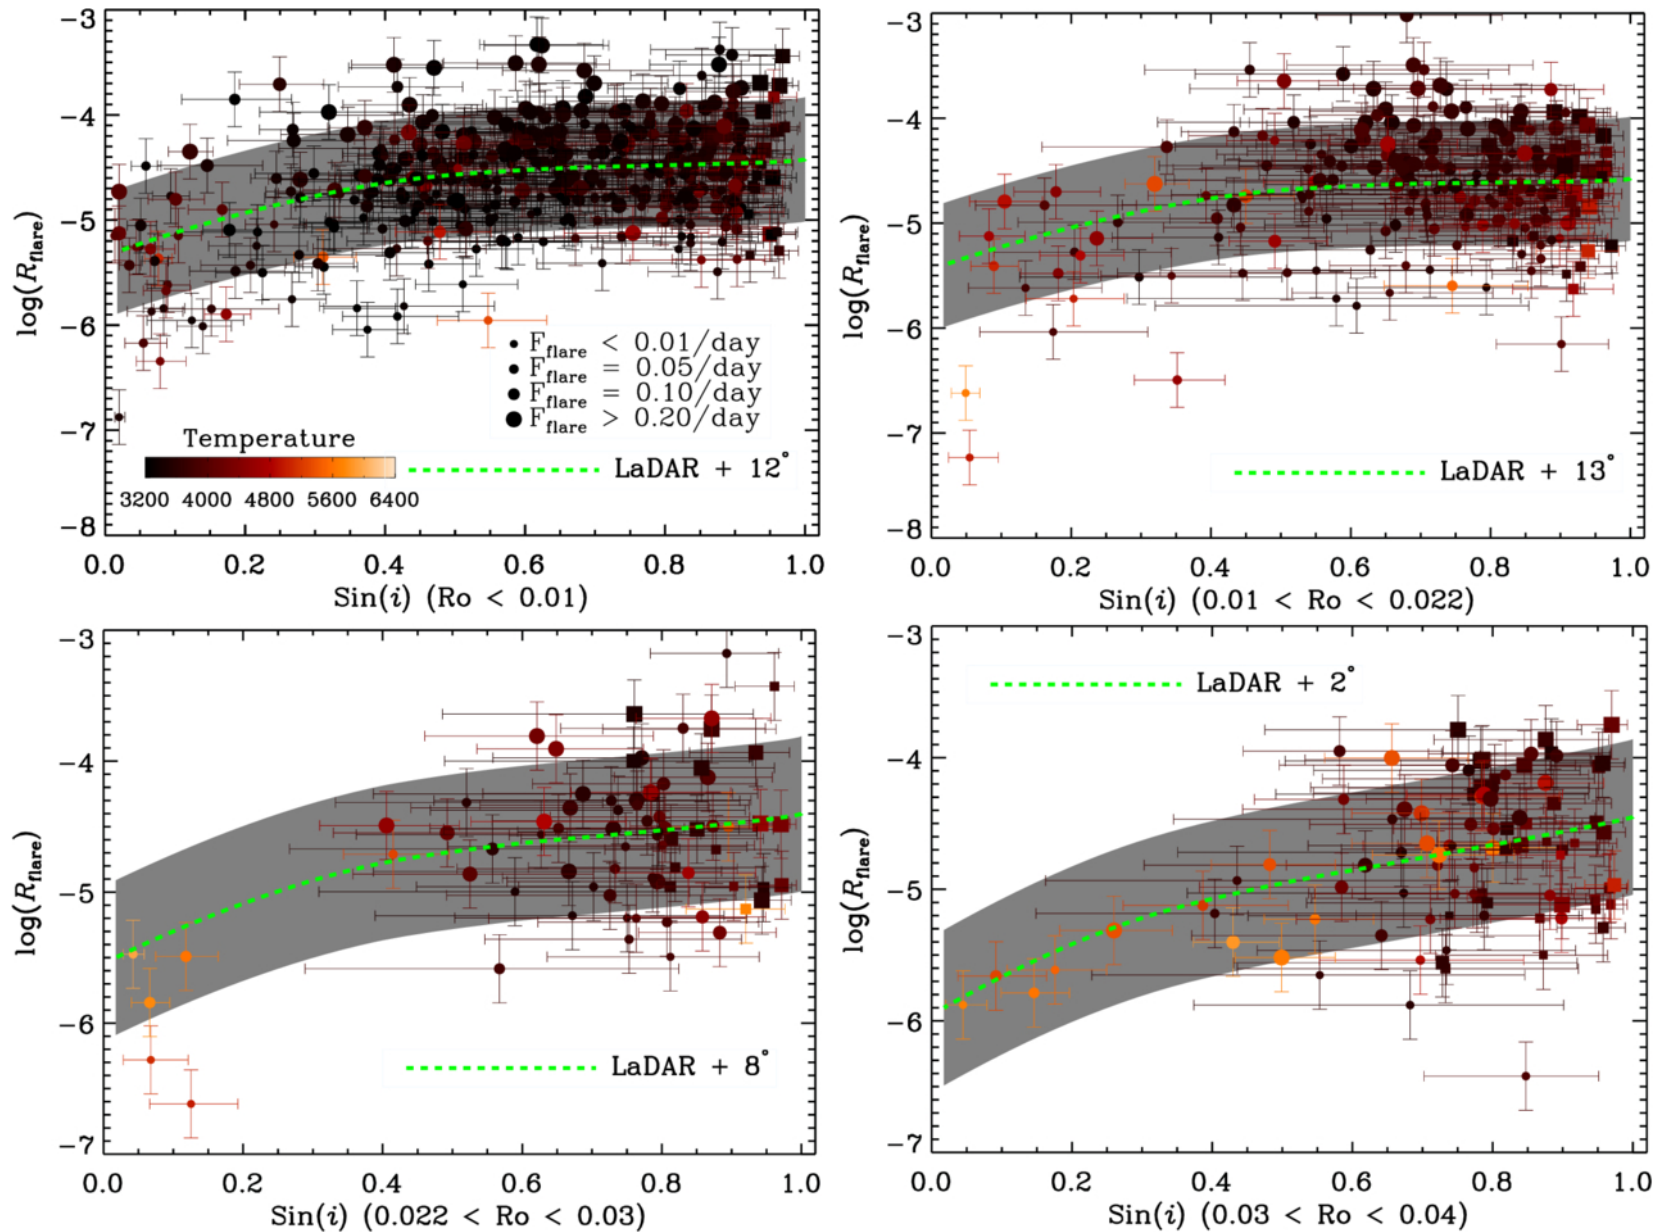 −3
−4
−5
−6
−7
−8
log(R_flare)
F_flare < 0.01/day
F_flare = 0.05/day
F_flare = 0.10/day
F_flare > 0.20/day
Temperature
3200 4000 4800 5600 6400
LaDAR + 12°
0.0 0.2 0.4 0.6 0.8 1.0
Sin(i) (Ro < 0.01)
−3
−4
−5
−6
−7
−8
log(R_flare)
LaDAR + 13°
0.0 0.2 0.4 0.6 0.8 1.0
Sin(i) (0.01 < Ro < 0.022)
−3
−4
−5
−6
−7
log(R_flare)
LaDAR + 8°
0.0 0.2 0.4 0.6 0.8 1.0
Sin(i) (0.022 < Ro < 0.03)
−3
−4
−5
−6
−7
log(R_flare)
LaDAR + 2°
0.0 0.2 0.4 0.6 0.8 1.0
Sin(i) (0.03 < Ro < 0.04)